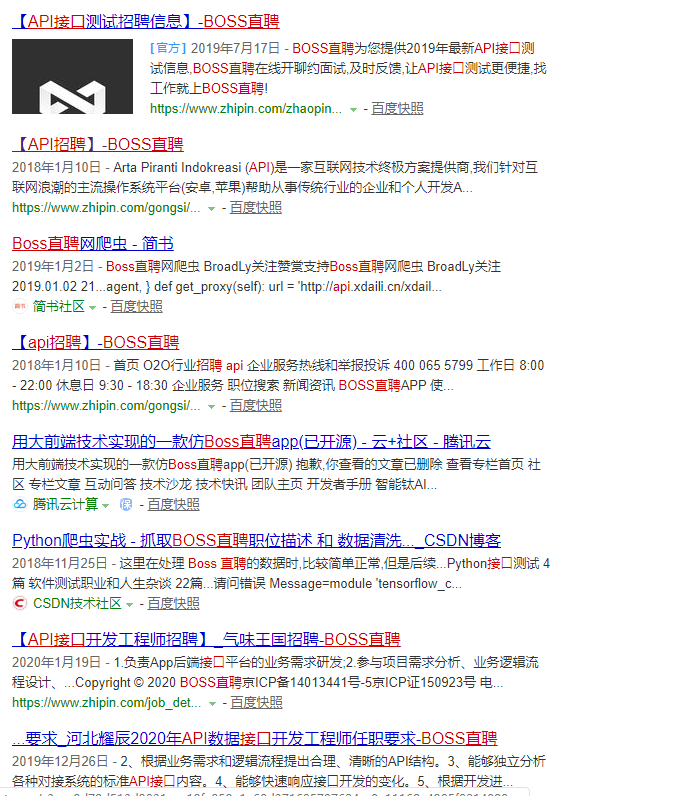 【API接口测试招聘信息】-BOSS直聘
[官方] 2019年7月17日 - BOSS直聘为您提供2019年最新API接口测
试信息,BOSS直聘在线开聊约面试,及时反馈,让API接口测试更便捷,找
工作就上BOSS直聘!
https://www.zhipin.com/zhaopin... - 百度快照
【API招聘】-BOSS直聘
2018年1月10日 - Arta Piranti Indokreasi (API)是一家互联网技术终极方案提供商,我们针对互
联网浪潮的主流操作系统平台(安卓,苹果)帮助从事传统行业的企业和个人开发A...
https://www.zhipin.com/gongsi/... - 百度快照
Boss直聘网爬虫 - 简书
2019年1月2日 - Boss直聘网爬虫 BroadLy关注赞赏支持Boss直聘网爬虫 BroadLy关注
2019.01.02 21...agent, } def get_proxy(self): url = 'http://api.xdaili.cn/xdail...
简书社区 - 百度快照
【api招聘】-BOSS直聘
2018年1月10日 - 首页 O2O行业招聘 api 企业服务热线和举报投诉 400 065 5799 工作日 8:00
- 22:00 休息日 9:30 - 18:30 企业服务 职位搜索 新闻资讯 BOSS直聘APP 使...
https://www.zhipin.com/gongsi/... - 百度快照
用大前端技术实现的一款仿Boss直聘app(已开源) - 云+社区 - 腾讯云
用大前端技术实现的一款仿Boss直聘app(已开源) 抱歉,你查看的文章已删除 查看专栏首页 社
区 专栏文章 互动问答 技术沙龙 技术快讯 团队主页 开发者手册 智能钛AI...
腾讯云计算 保 - 百度快照
Python爬虫实战 - 抓取BOSS直聘职位描述 和 数据清洗..._CSDN博客
2018年11月25日 - 这里在处理 Boss 直聘的数据时,比较简单正常,但是后续...Python接口测试 4
篇 软件测试职业和人生杂谈 22篇...请问错误 Message=module 'tensorflow_c...
CSDN技术社区 - 百度快照
【API接口开发工程师招聘】_气味王国招聘-BOSS直聘
2020年1月19日 - 1.负责App后端接口平台的业务需求研发;2.参与项目需求分析、业务逻辑流
程设计、...Copyright © 2020 BOSS直聘京ICP备14013441号-5京ICP证150923号 电...
https://www.zhipin.com/job_det... - 百度快照
...要求_河北耀辰2020年API数据接口开发工程师任职要求-BOSS直聘
2019年12月26日 - 2、根据业务需求和逻辑流程提出合理、清晰的API结构。3、能够独立分析
各种对接系统的标准API接口内容。4、能够快速响应接口开发的变化。5、根据开发进...